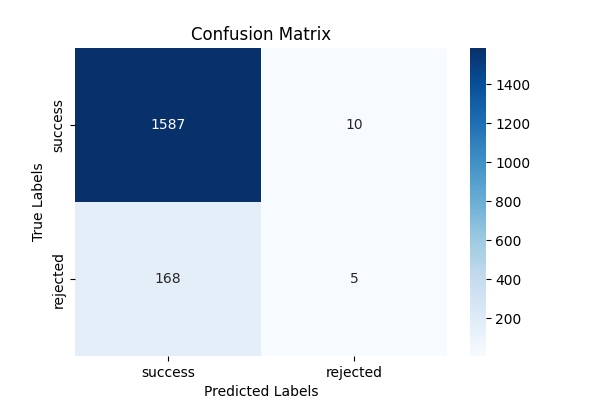 Confusion Matrix
True Labels
success
rejected
1587
10
168
5
success
rejected
Predicted Labels
1400
1200
1000
800
600
400
200